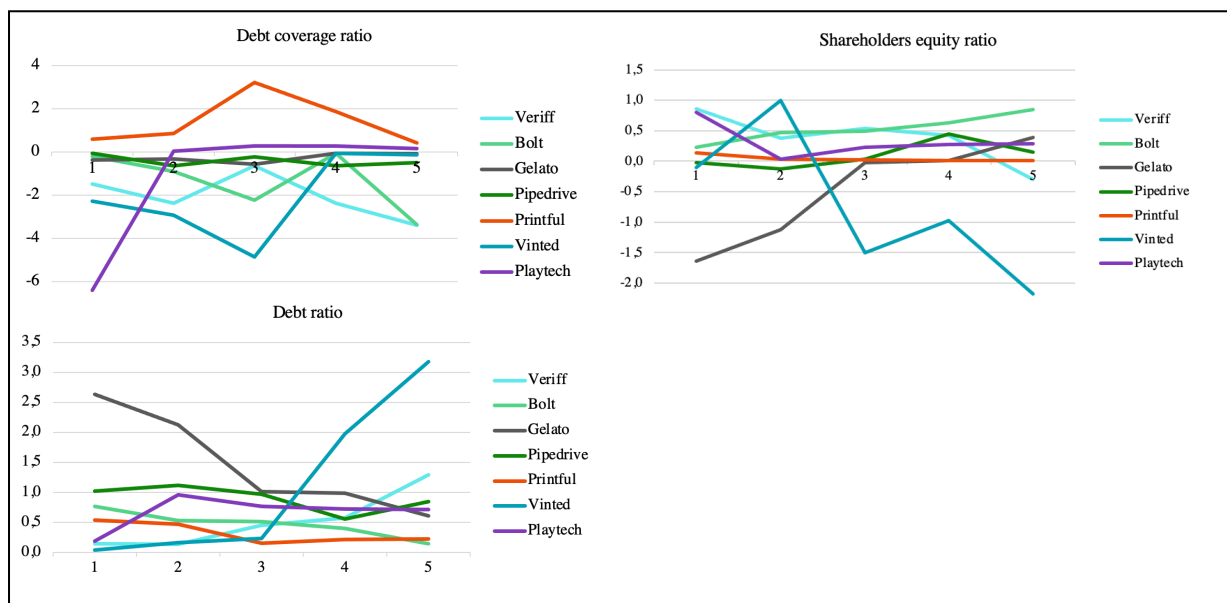 Debt coverage ratio
4
2
0
-2
-4
-6
1 2 3 4 5
Veriff
Bolt
Gelato
Pipedrive
Printful
Vinted
Playtech
Shareholders equity ratio
1,5
1,0
0,5
0,0
-0,5
-1,0
-1,5
-2,0
1 2 3 4 5
Veriff
Bolt
Gelato
Pipedrive
Printful
Vinted
Playtech
Debt ratio
3,5
3,0
2,5
2,0
1,5
1,0
0,5
0,0
1 2 3 4 5
Veriff
Bolt
Gelato
Pipedrive
Printful
Vinted
Playtech